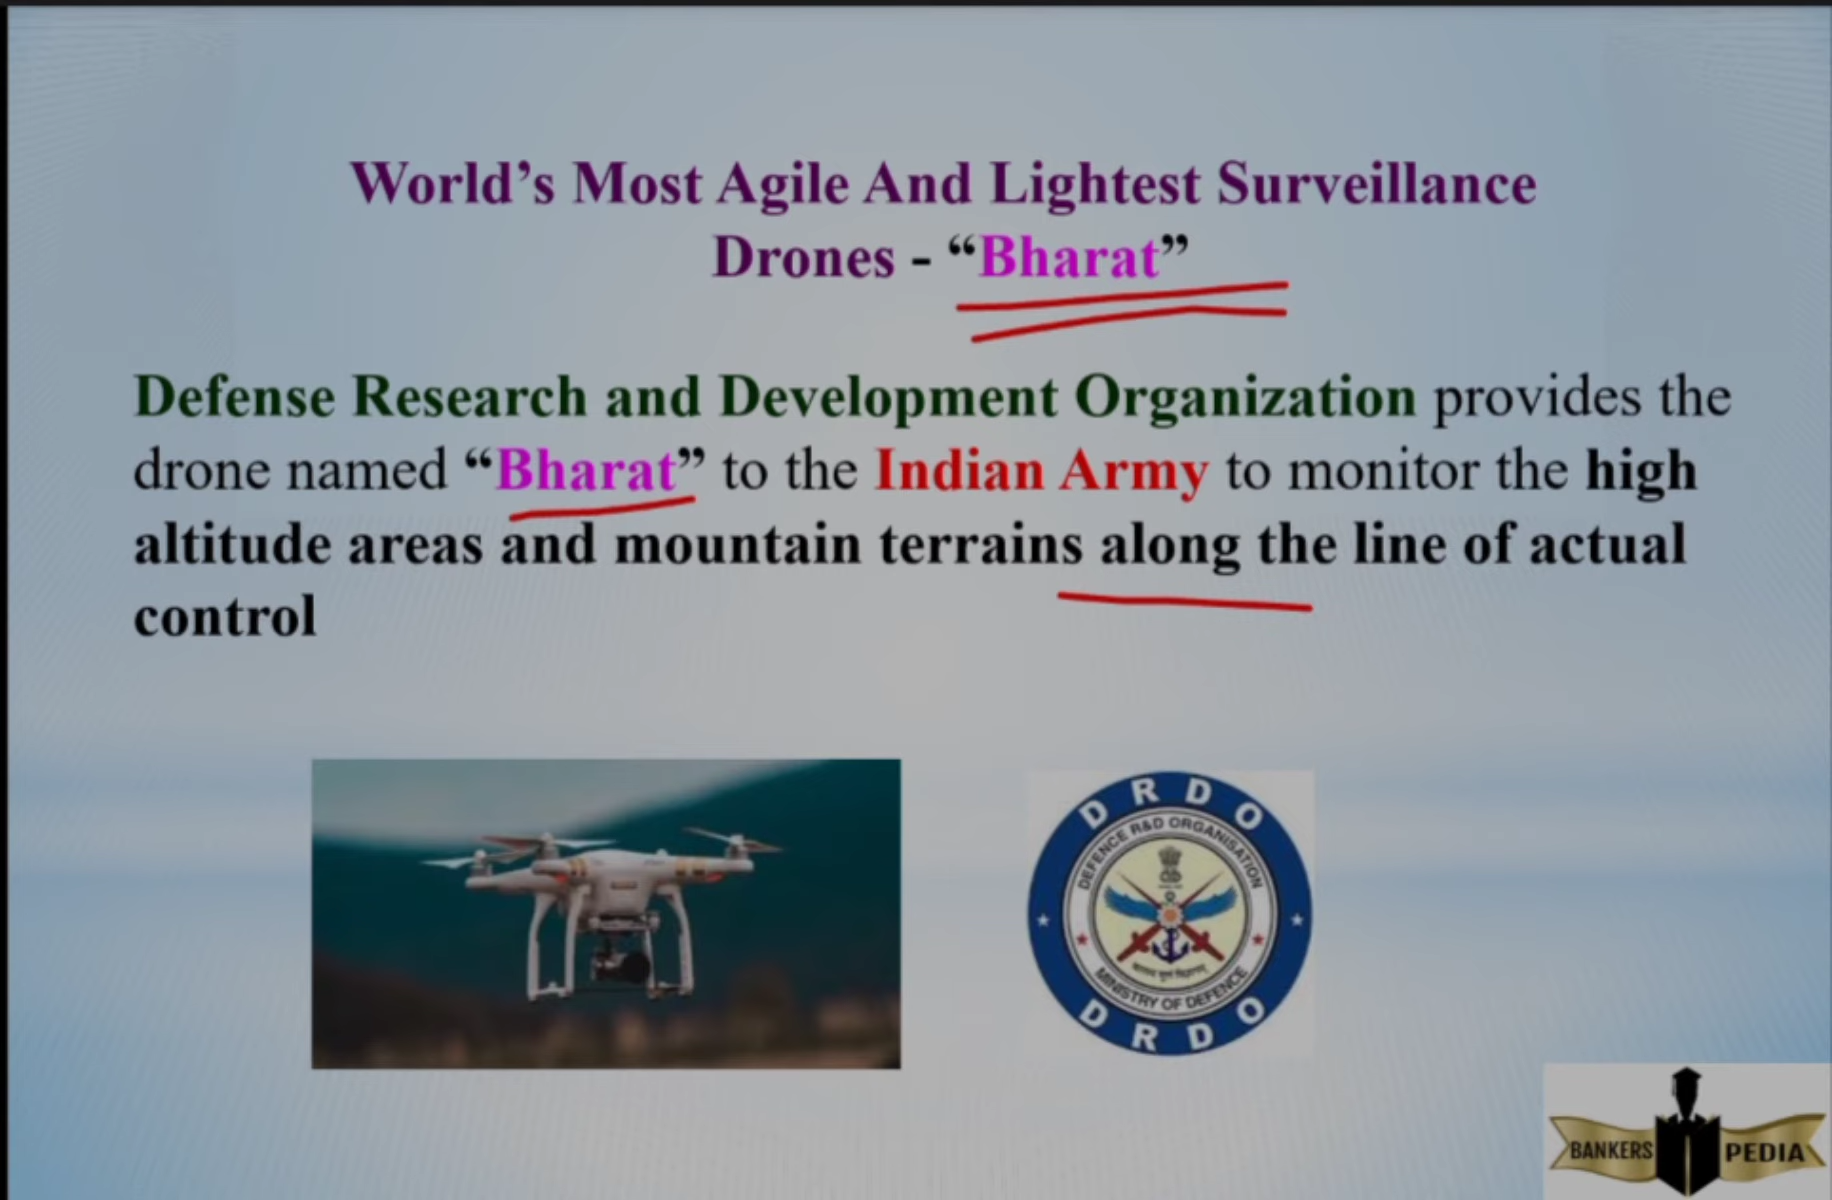 World’s Most Agile And Lightest Surveillance
Drones - “Bharat”
Defense Research and Development Organization provides the
drone named “Bharat” to the Indian Army to monitor the high
altitude areas and mountain terrains along the line of actual
control
DRDO
DEFENCE R&D ORGANISATION
MINISTRY OF DEFENCE
DRDO
BANKERS PEDIA